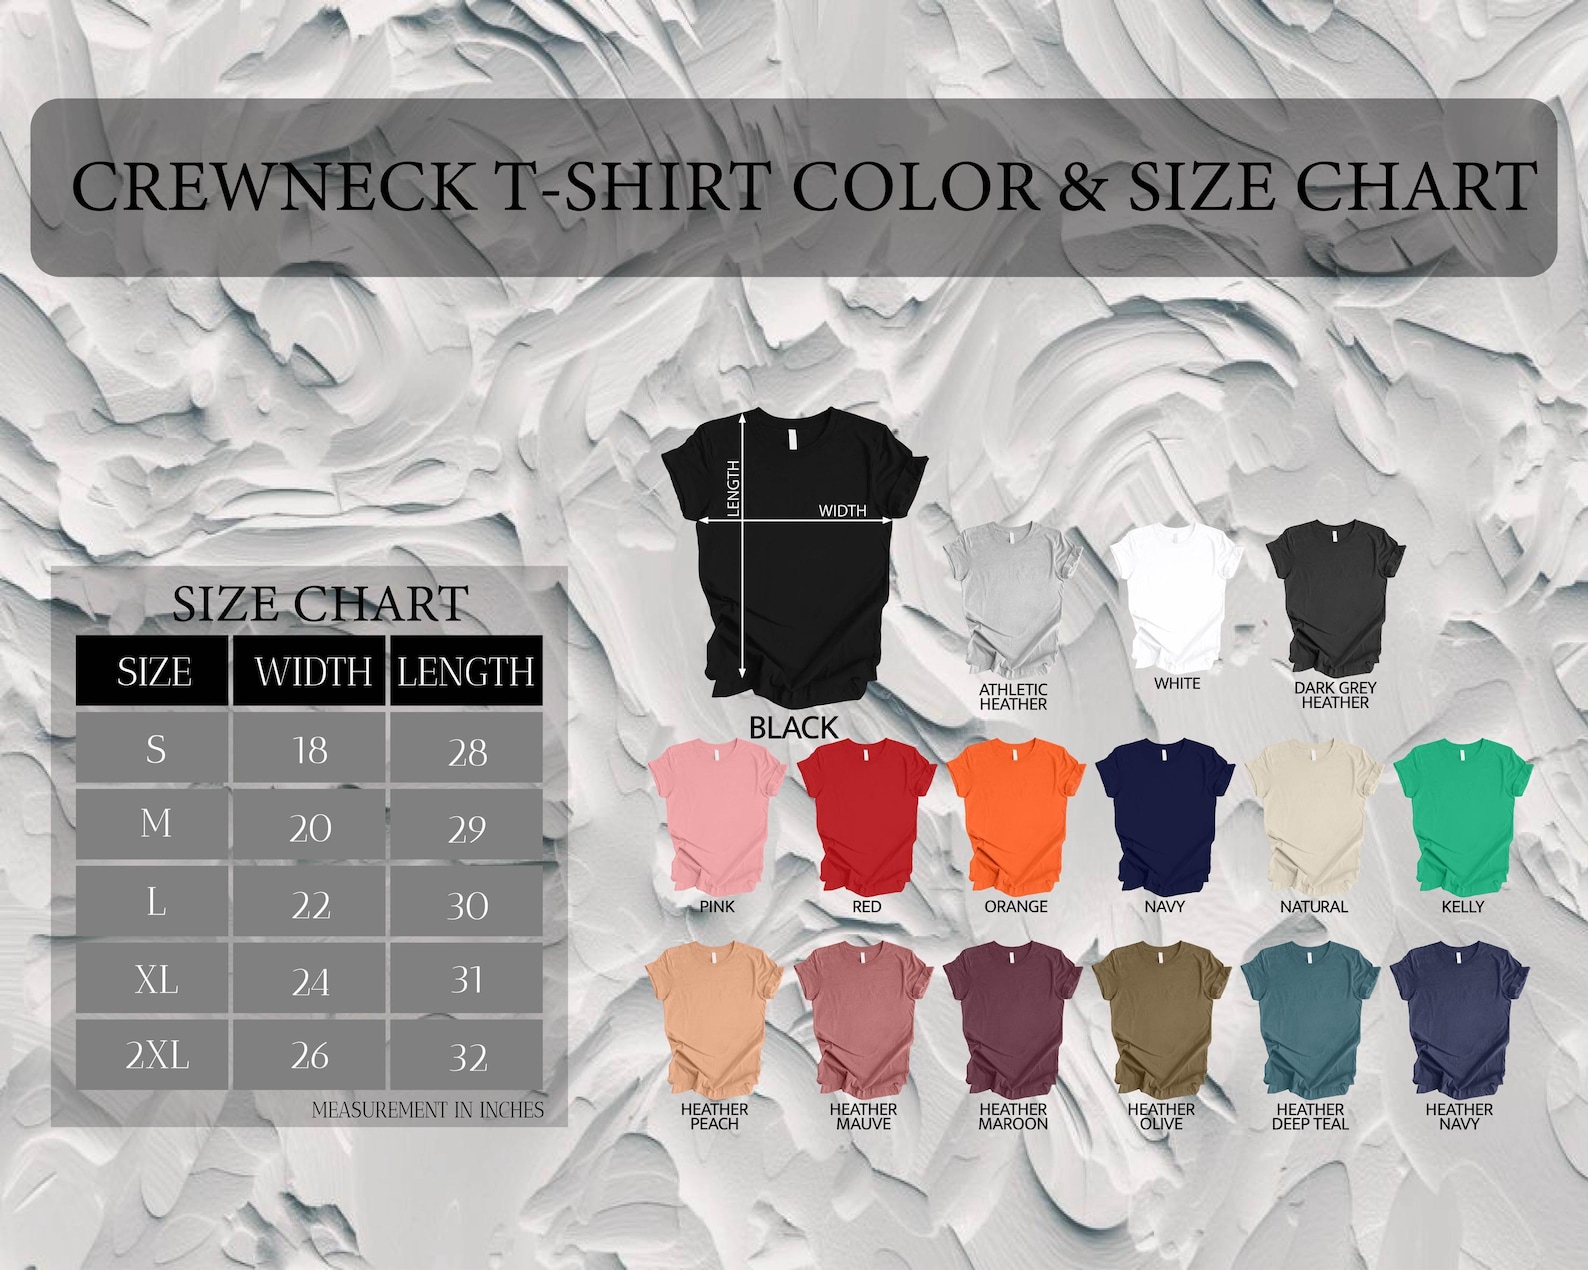 CREWNECK T-SHIRT COLOR & SIZE CHART
SIZE CHART
SIZE WIDTH LENGTH
S 18 28
M 20 29
L 22 30
XL 24 31
2XL 26 32
MEASUREMENT IN INCHES
LENGTH
WIDTH
BLACK
ATHLETIC
HEATHER
WHITE
DARK GREY
HEATHER
PINK
RED
ORANGE
NAVY
NATURAL
KELLY
HEATHER
PEACH
HEATHER
MAUVE
HEATHER
MAROON
HEATHER
OLIVE
HEATHER
DEEP TEAL
HEATHER
NAVY